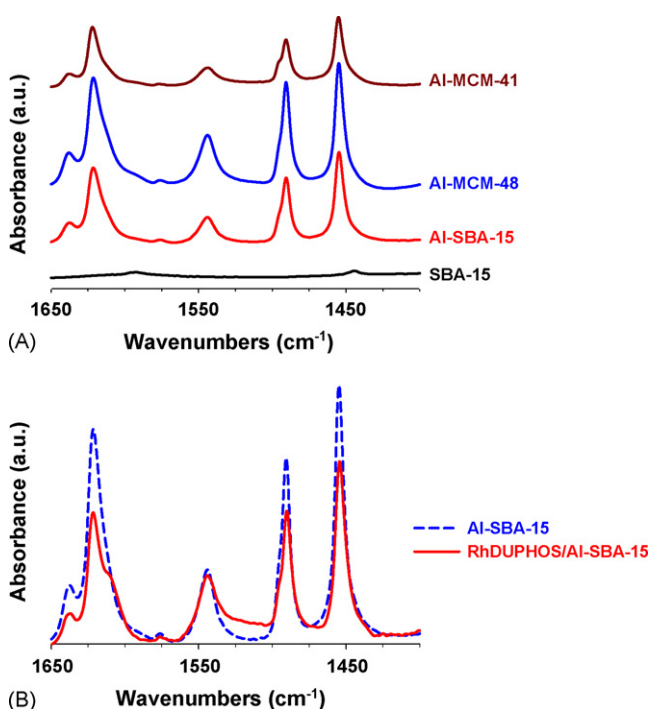 Absorbance (a.u.)
Al-MCM-41
Al-MCM-48
Al-SBA-15
SBA-15
1650 1550 1450
(A) Wavenumbers (cm⁻¹)
Absorbance (a.u.)
Al-SBA-15
RhDUPHOS/Al-SBA-15
1650 1550 1450
(B) Wavenumbers (cm⁻¹)